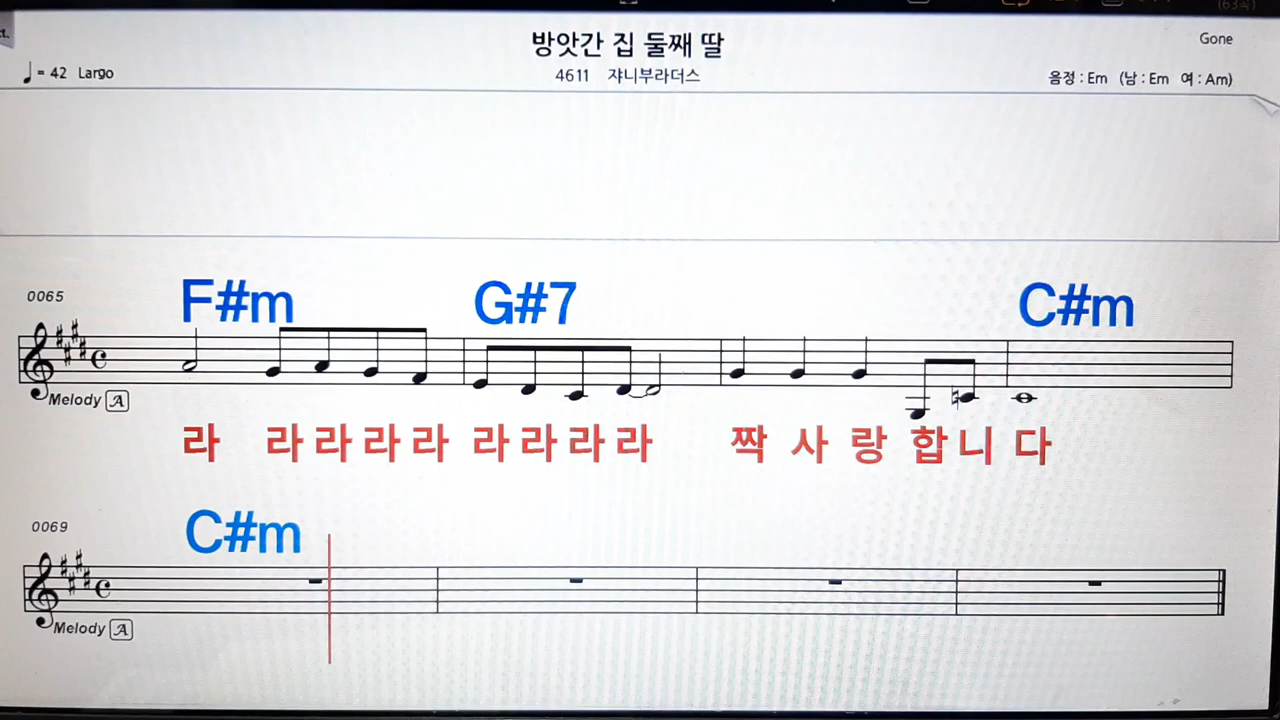 방앗간 집 둘째 딸
Gone
♩ = 42 Largo
4611 쟈니부라더스
음정 : Em (남 : Em 여 : Am)
0065
F#m G#7 C#m
Melody A
라 라 라 라 라 라 라 라 라 짝 사 랑 합 니 다
0069
C#m
Melody A